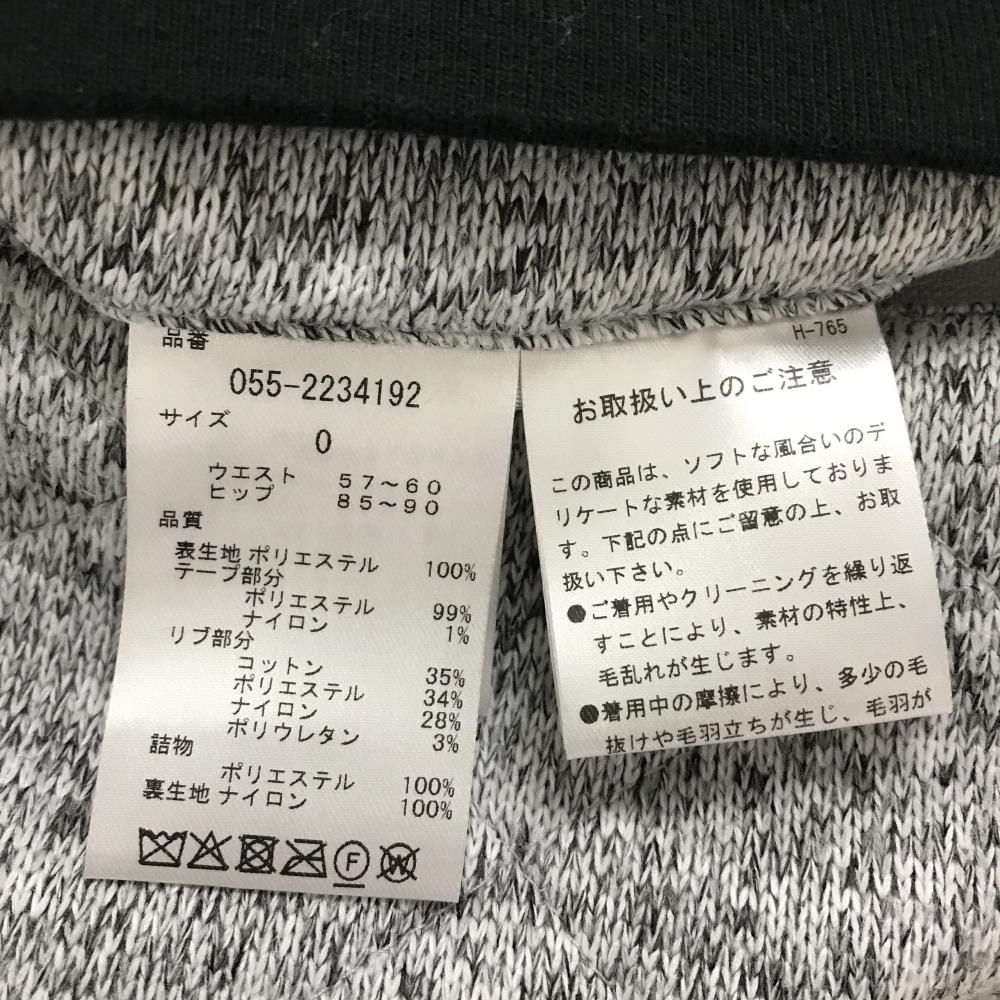 品番
055-2234192
サイズ
0
ウエスト 57～60
ヒップ 85～90
品質
表生地 ポリエステル 100%
テープ部分
ポリエステル 99%
ナイロン 1%
リブ部分
コットン 35%
ポリエステル 34%
ナイロン 28%
ポリウレタン 3%
詰物
ポリエステル 100%
裏生地 ナイロン 100%
F W
H-765
お取扱い上のご注意
この商品は、ソフトな風合いのデ
リケートな素材を使用しておりま
す。下記の点にご留意の上、お取
扱い下さい。
●ご着用やクリーニングを繰り返
すことにより、素材の特性上、
毛乱れが生じます。
●着用中の摩擦により、多少の毛
抜けや毛羽立ちが生じ、毛羽が